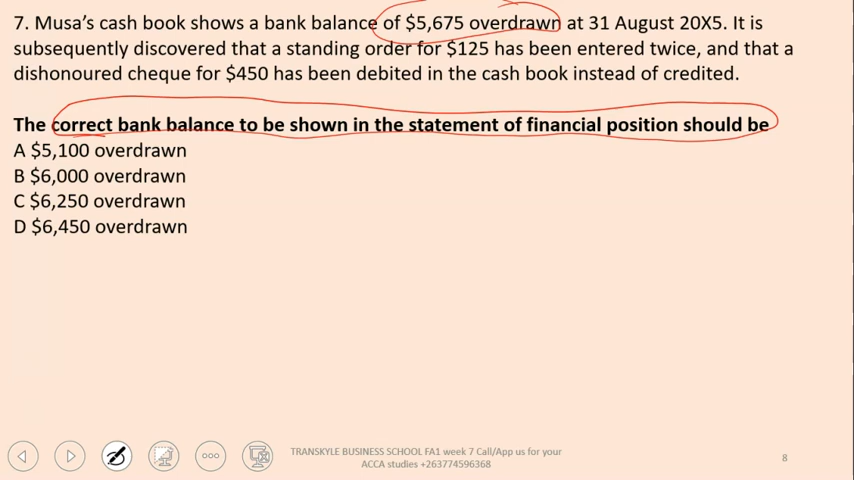 7. Musa's cash book shows a bank balance of $5,675 overdrawn at 31 August 20X5. It is
subsequently discovered that a standing order for $125 has been entered twice, and that a
dishonoured cheque for $450 has been debited in the cash book instead of credited.
The correct bank balance to be shown in the statement of financial position should be
A $5,100 overdrawn
B $6,000 overdrawn
C $6,250 overdrawn
D $6,450 overdrawn
TRANSKYLE BUSINESS SCHOOL FA1 week 7 Call/App us for your
ACCA studies +263774596368
8